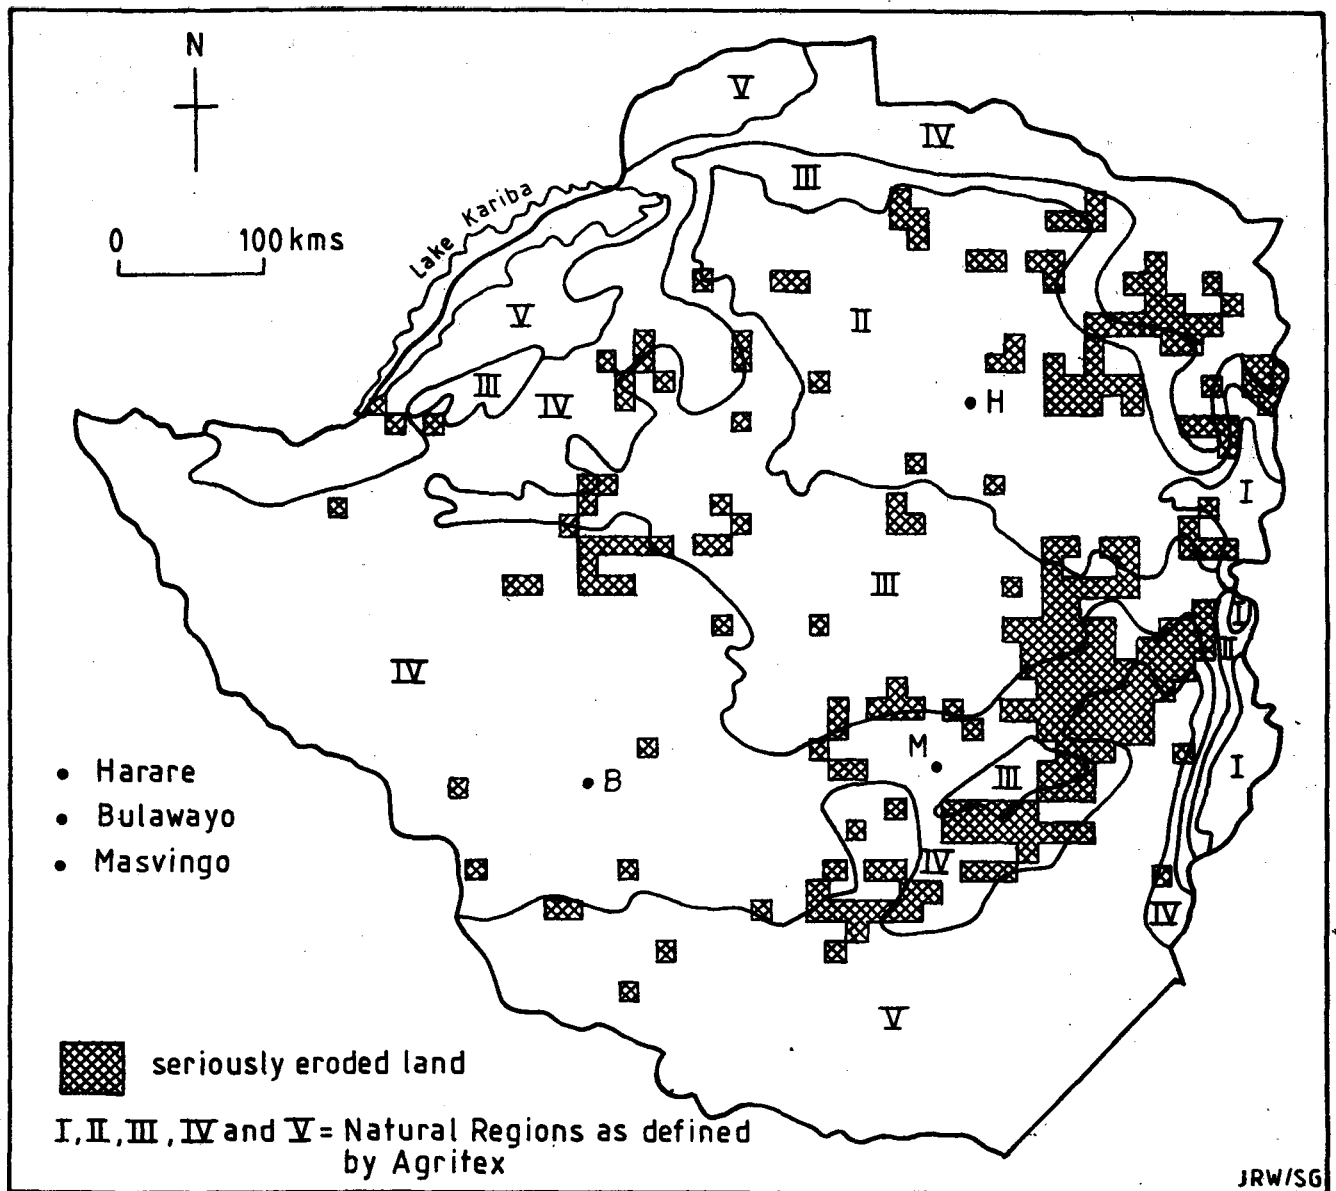 N
V
IV
III
Lake Kariba
0 100 kms
V
II
III
IV
H
I
III
I
III
IV
M
III
I
B
• Harare
• Bulawayo
• Masvingo
IV
IV
V
seriously eroded land
I, II, III, IV and V = Natural Regions as defined
by Agritex
JRW/SG